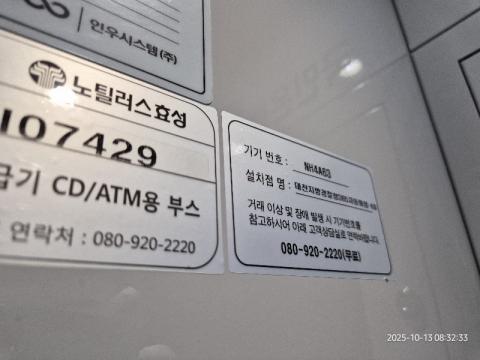 인우시스템(주)
노틸러스효성
107429
급기 CD/ATM용 부스
연락처 : 080-920-2220
기기 번호 : NH4A63
설치점 명 :
거래 이상 및 장애 발생 시 기기번호를
참고하시어 아래 고객상담실로 연락바랍니다.
080-920-2220(무료)
2025-10-13 08:32:33